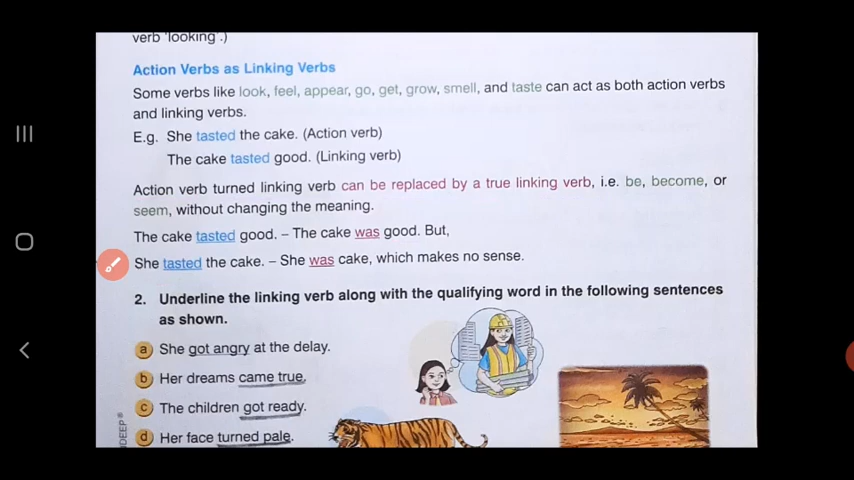 verb 'looking'.)
Action Verbs as Linking Verbs
Some verbs like look, feel, appear, go, get, grow, smell, and taste can act as both action verbs
and linking verbs.
E.g. She tasted the cake. (Action verb)
The cake tasted good. (Linking verb)
Action verb turned linking verb can be replaced by a true linking verb, i.e. be, become, or
seem, without changing the meaning.
The cake tasted good. – The cake was good. But,
She tasted the cake. – She was cake, which makes no sense.
2. Underline the linking verb along with the qualifying word in the following sentences
as shown.
a She got angry at the delay.
b Her dreams came true.
c The children got ready.
d Her face turned pale.